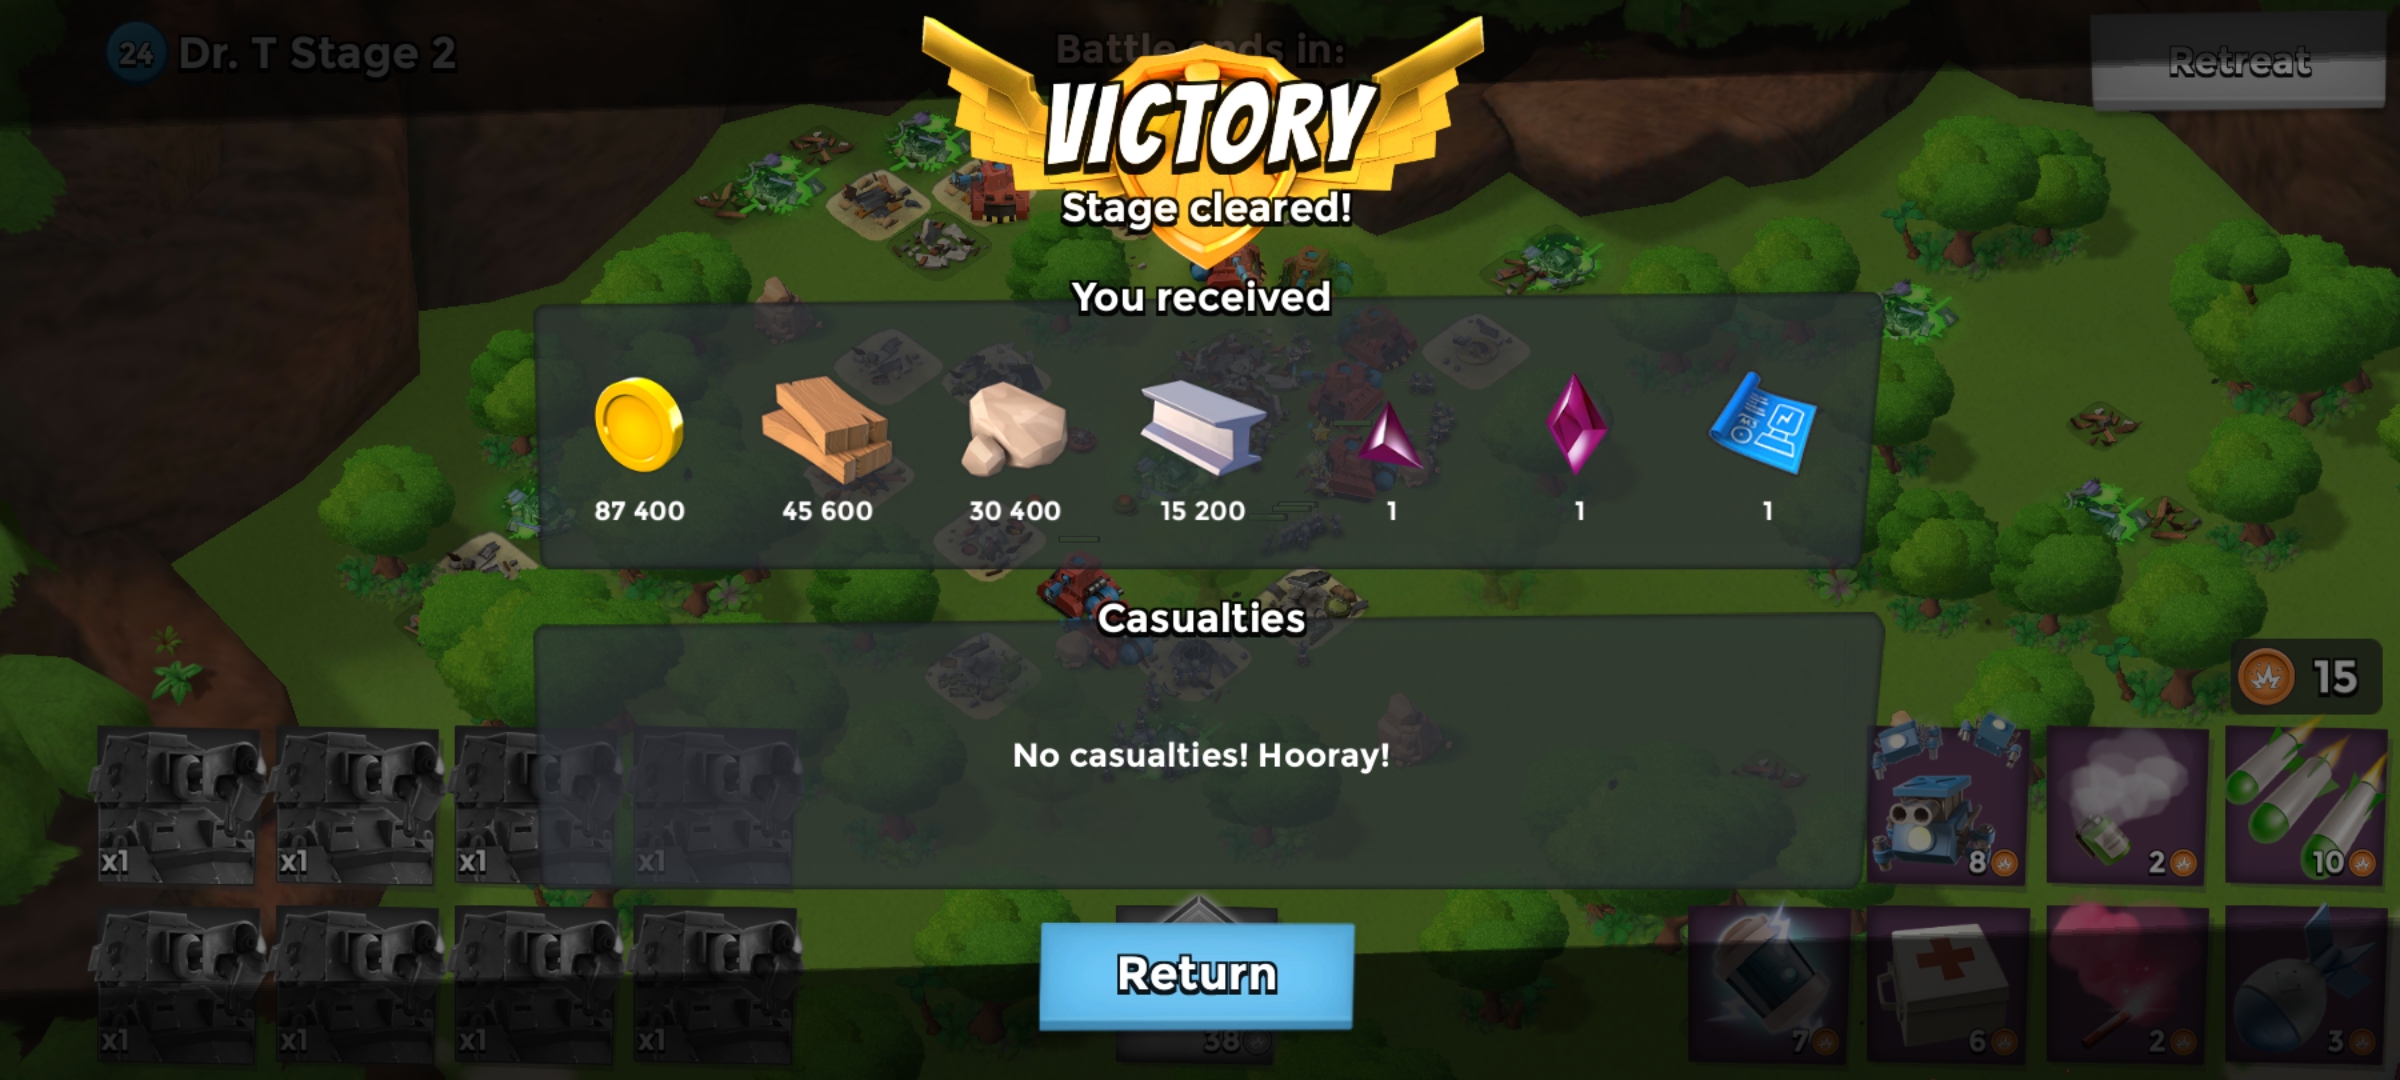 24 Dr. T Stage 2
Battle ends in:
Retreat
VICTORY
Stage cleared!
You received
87 400
45 600
30 400
15 200
1
1
1
Casualties
No casualties! Hooray!
15
x1
x1
x1
x1
8
2
10
x1
x1
x1
x1
Return
38
7
6
2
3